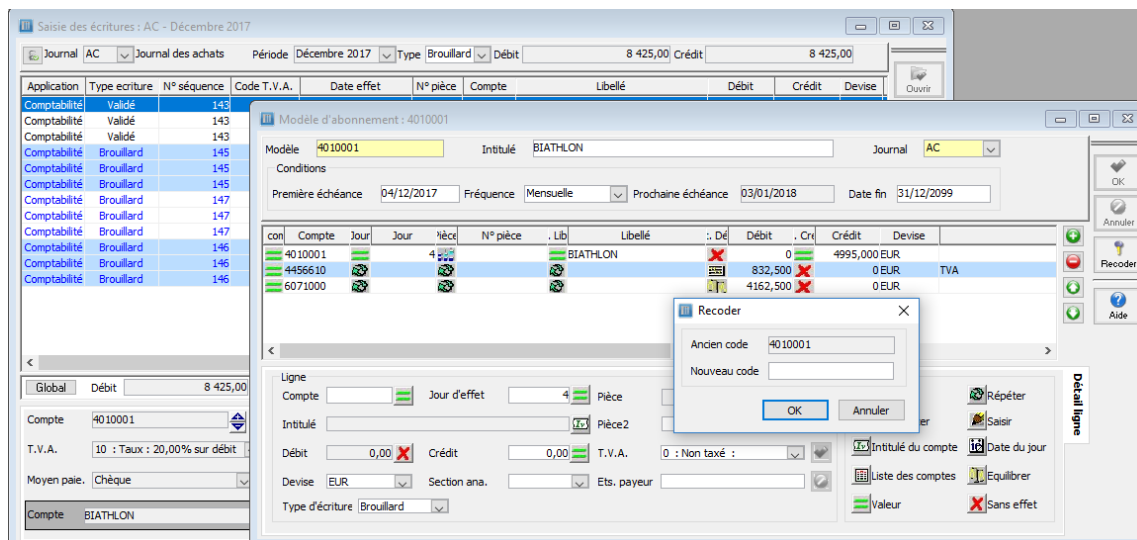 Saisie des écritures : AC - Décembre 2017
Journal AC Journal des achats Période Décembre 2017 Type Brouillard Débit 8 425,00 Crédit 8 425,00
Ouvrir
Application Type ecriture N° séquence Code T.V.A. Date effet N° pièce Compte Libellé Débit Crédit Devise
Comptabilité Validé 143
Comptabilité Validé 143
Comptabilité Validé 143
Comptabilité Brouillard 145
Comptabilité Brouillard 145
Comptabilité Brouillard 145
Comptabilité Brouillard 147
Comptabilité Brouillard 147
Comptabilité Brouillard 147
Comptabilité Brouillard 146
Comptabilité Brouillard 146
Comptabilité Brouillard 146
Global Débit 8 425,00
Compte 4010001
T.V.A. 10 : Taux : 20,00% sur débit
Moyen paie. Chèque
Compte BIATHLON
Modèle d'abonnement : 4010001
Modèle 4010001 Intitulé BIATHLON Journal AC
Conditions
Première échéance 04/12/2017 Fréquence Mensuelle Prochaine échéance 03/01/2018 Date fin 31/12/2099
OK
Annuler
Recoder
Aide
con Compte Jour Jour Pièce N° pièce . Lib Libellé :. Dé Débit . Cré Crédit Devise
4010001 4 BIATHLON 0 4995,000 EUR
4456610 832,500 0 EUR TVA
6071000 4162,500 0 EUR
Recoder
Ancien code 4010001
Nouveau code
OK Annuler
Ligne
Compte Jour d'effet 4 Pièce
Intitulé Pièce2
Débit 0,00 Crédit 0,00 T.V.A. 0 : Non taxé :
Devise EUR Section ana. Ets. payeur
Type d'écriture Brouillard
Répéter
er Saisir
Intitulé du compte Date du jour
Liste des comptes Equilibrer
Valeur Sans effet
Détail ligne